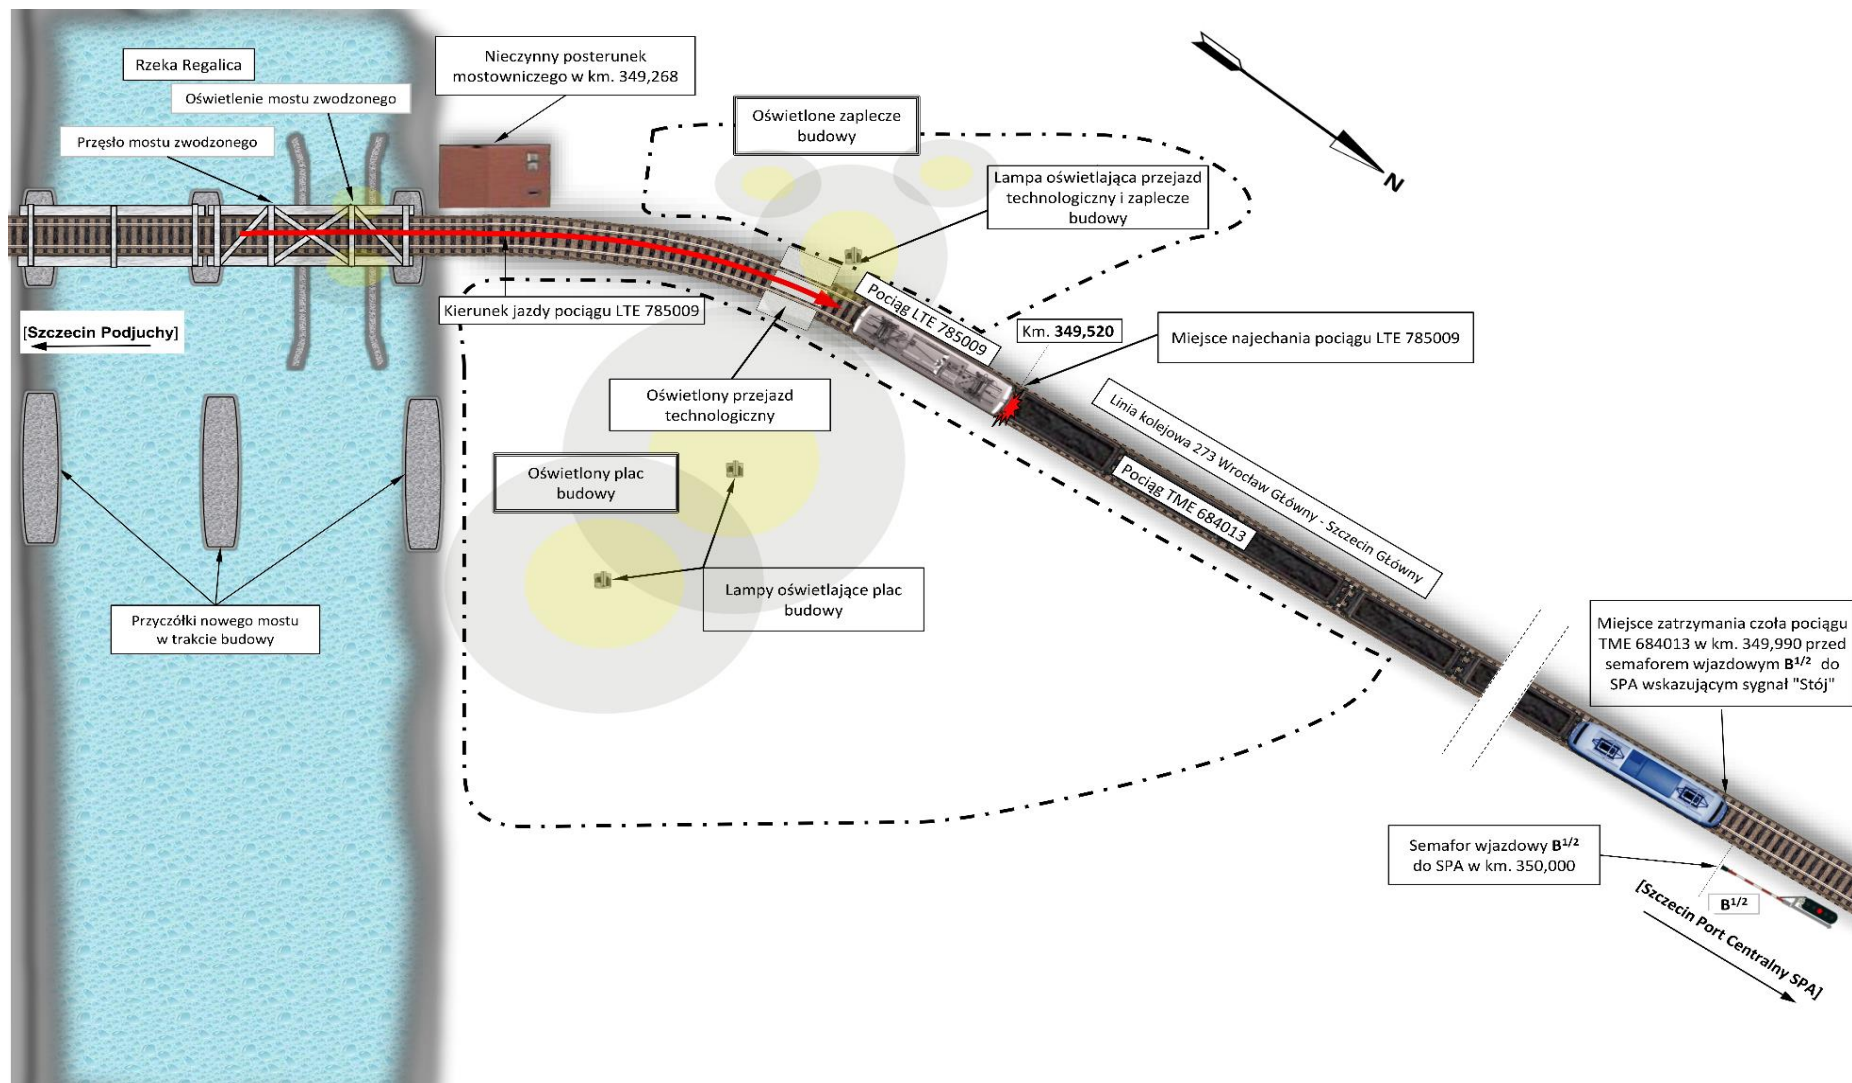 Rzeka Regalica
Oświetlenie mostu zwodzonego
Przęsło mostu zwodzonego
Nieczynny posterunek
mostowniczego w km. 349,268
Oświetlone zaplecze
budowy
Lampa oświetlająca przejazd
technologiczny i zaplecze
budowy
N
Kierunek jazdy pociągu LTE 785009
[Szczecin Podjuchy]
Pociąg LTE 785009
Km. 349,520
Miejsce najechania pociągu LTE 785009
Oświetlony przejazd
technologiczny
Linia kolejowa 273 Wrocław GŁówny - Szczecin GŁówny
Pociąg TME 684013
Oświetlony plac
budowy
Lampy oświetlające plac
budowy
Przyczółki nowego mostu
w trakcie budowy
Miejsce zatrzymania czoła pociągu
TME 684013 w km. 349,990 przed
semaforem wjazdowym B1/2 do
SPA wskazującym sygnał "Stój"
Semafor wjazdowy B1/2
do SPA w km. 350,000
B1/2
[Szczecin Port Centralny SPA]